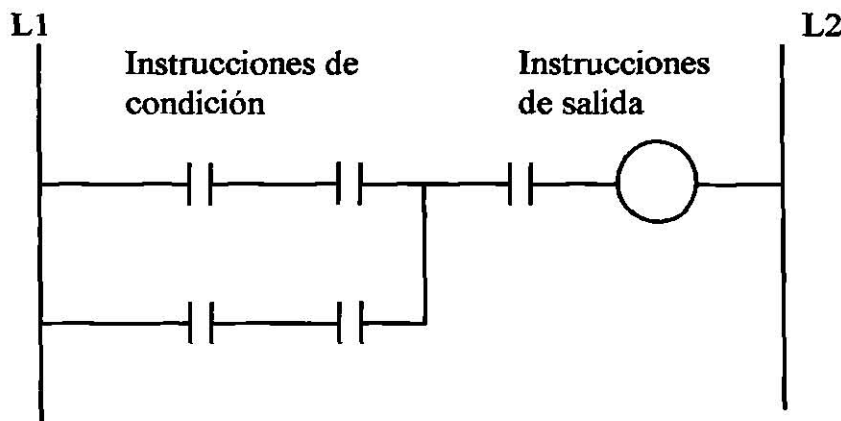 L1
L2
Instrucciones de
condición
Instrucciones
de salida